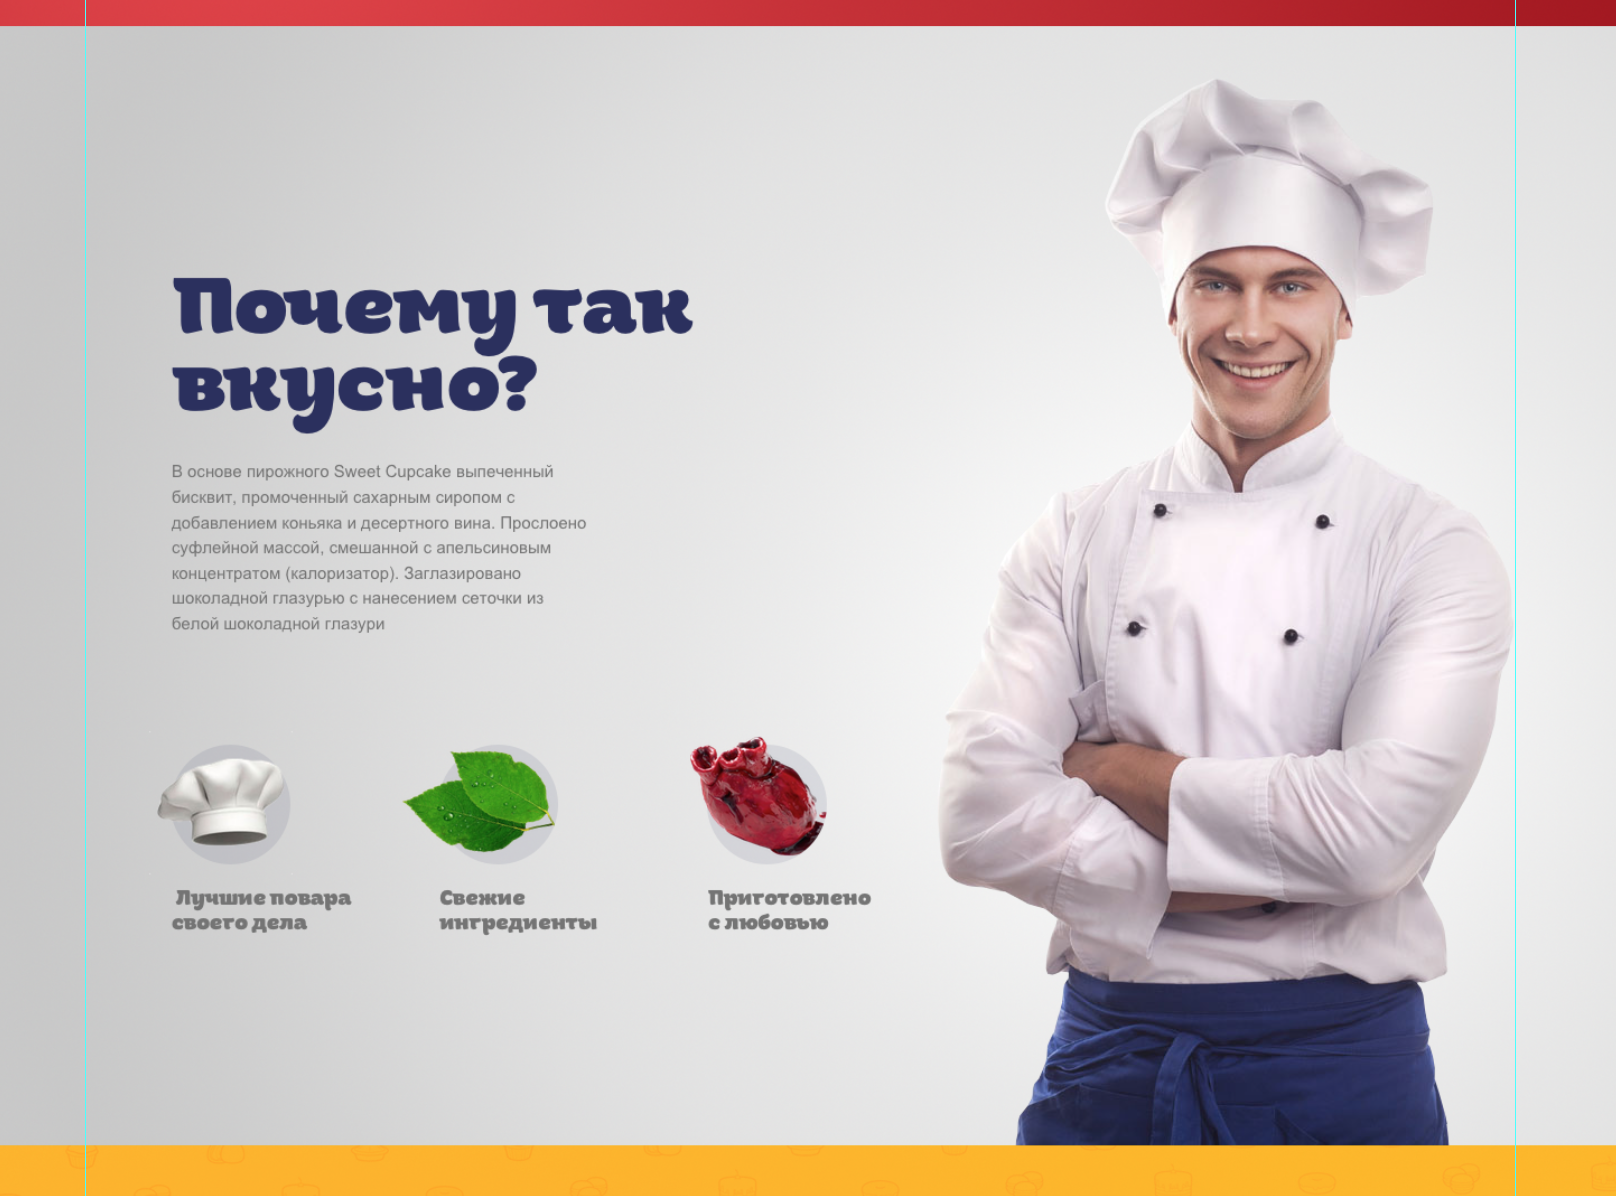 Почему так
вкусно?
В основе пирожного Sweet Cupcake выпеченный
бисквит, промоченный сахарным сиропом с
добавлением коньяка и десертного вина. Прослоено
суфлейной массой, смешанной с апельсиновым
концентратом (калоризатор). Заглазировано
шоколадной глазурью с нанесением сеточки из
белой шоколадной глазури
Лучшие повара
своего дела
Свежие
ингредиенты
Приготовлено
с любовью